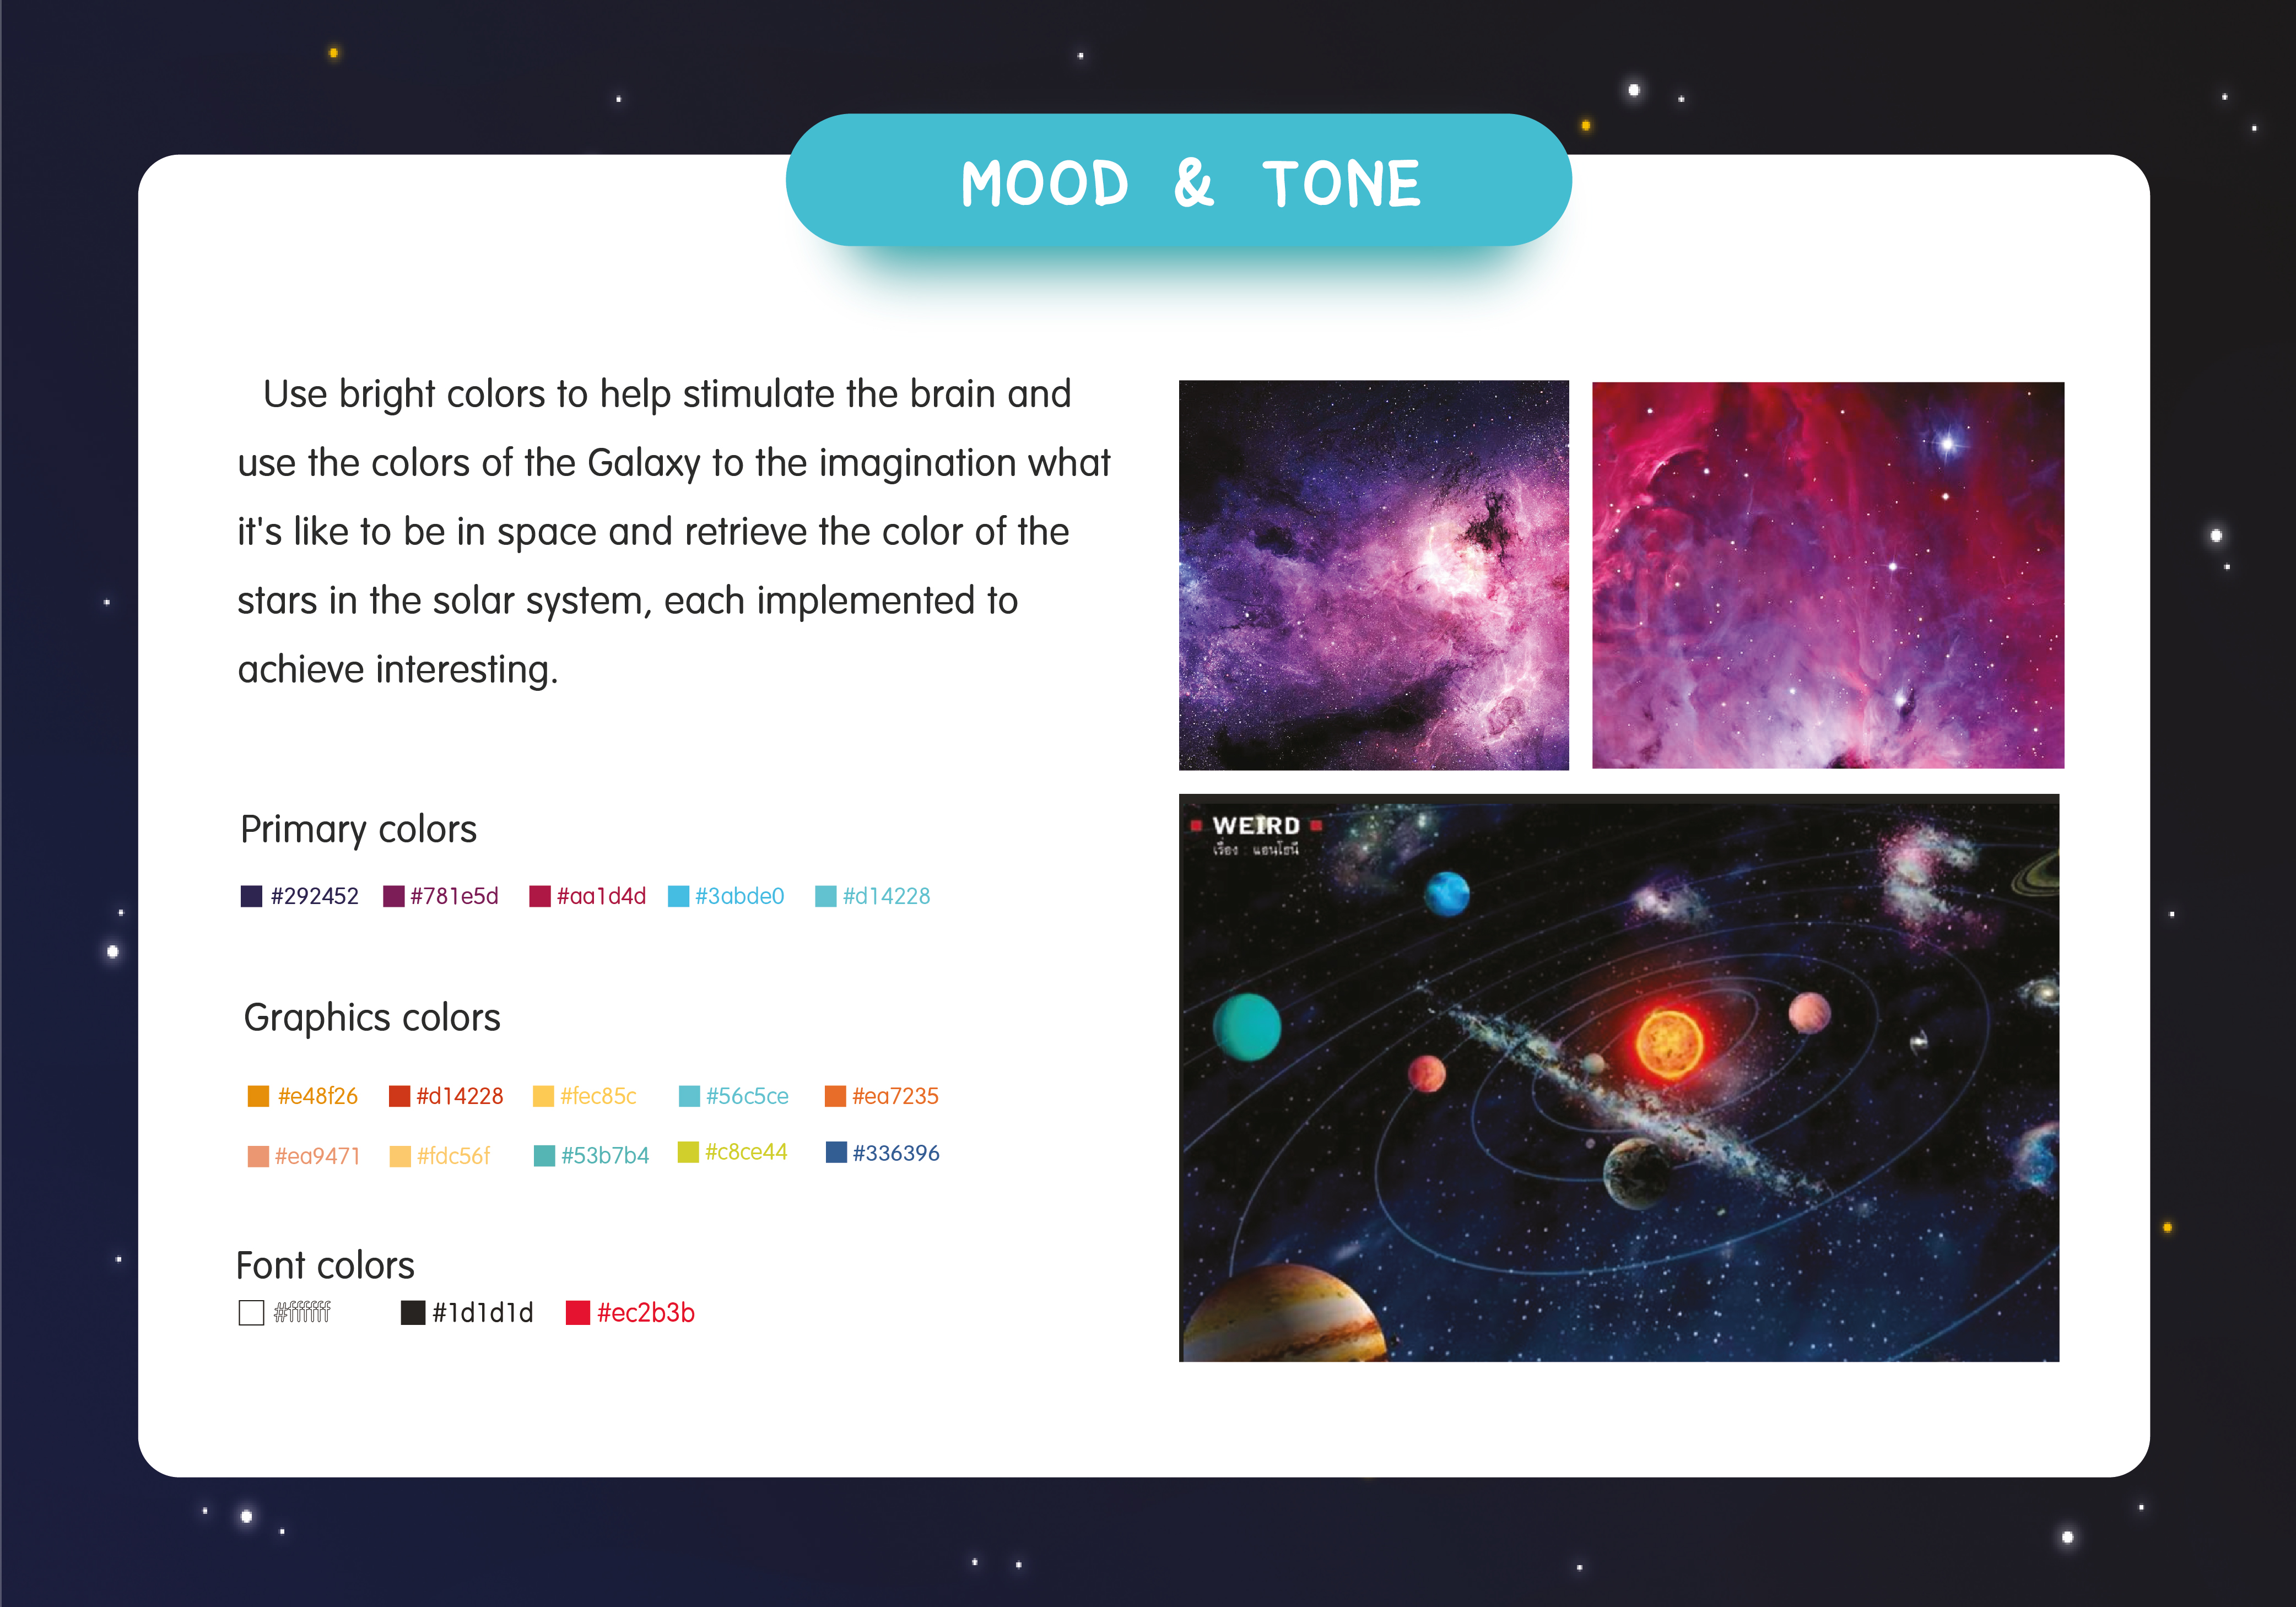 MOOD & TONE
Use bright colors to help stimulate the brain and
use the colors of the Galaxy to the imagination what
it's like to be in space and retrieve the color of the
stars in the solar system, each implemented to
achieve interesting.
Primary colors
#292452 #781e5d #aa1d4d #3abde0 #d14228
Graphics colors
#e48f26 #d14228 #fec85c #56c5ce #ea7235
#ea9471 #fdc56f #53b7b4 #c8ce44 #336396
Font colors
#ffffff #1d1d1d #ec2b3b
WEIRD
เรื่อง : แอนโธนี